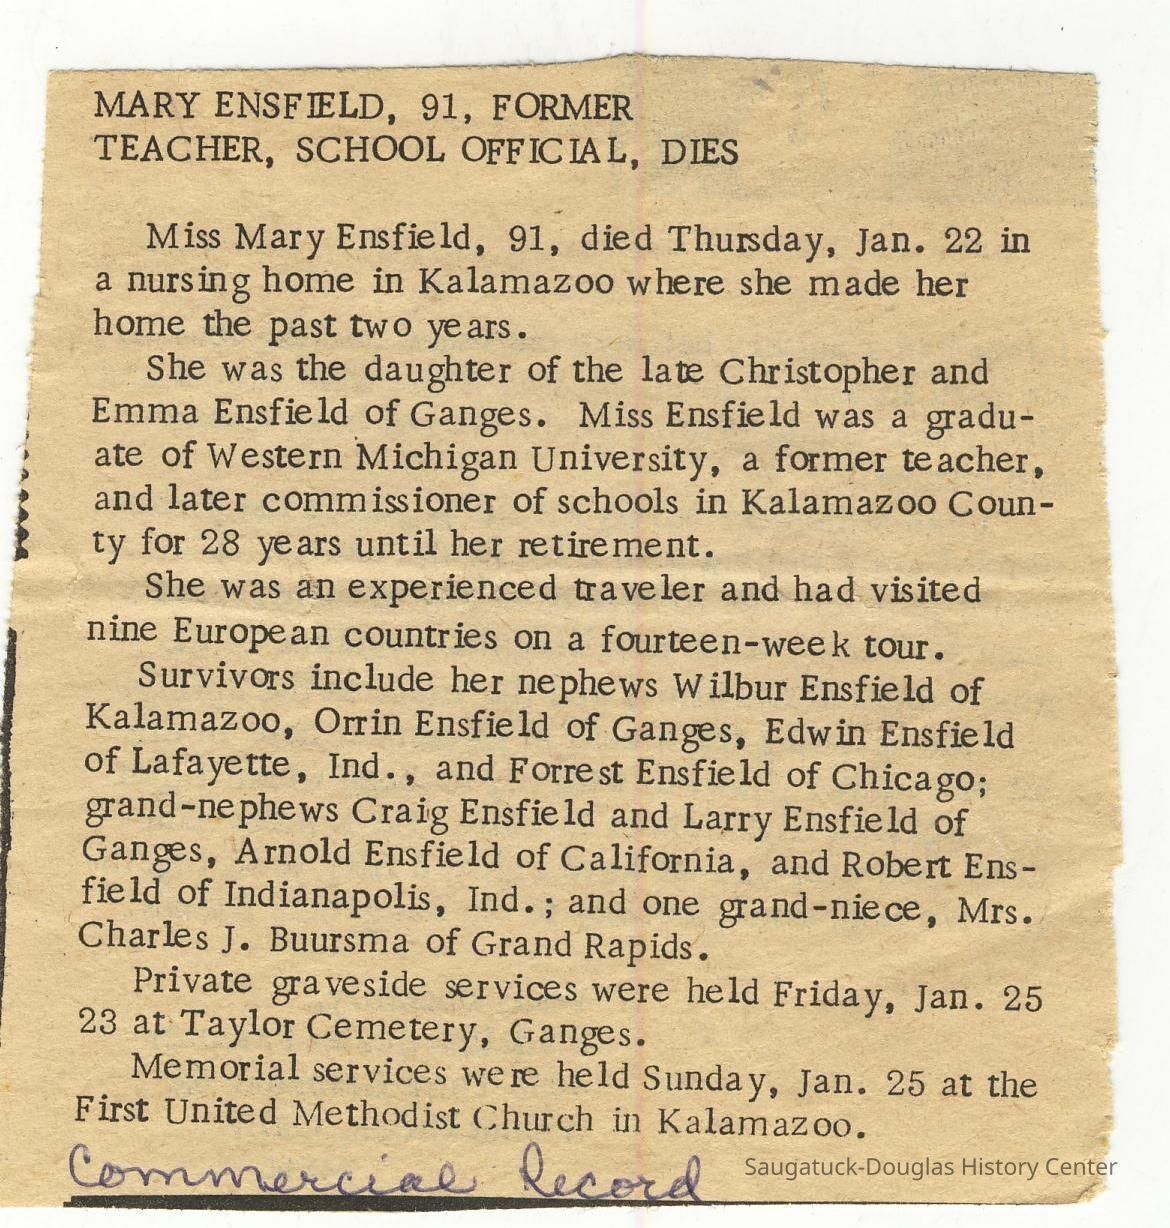 MARY ENSFIELD, 91, FORMER
TEACHER, SCHOOL OFFICIAL, DIES
Miss Mary Ensfield, 91, died Thursday, Jan. 22 in
a nursing home in Kalamazoo where she made her
home the past two years.
She was the daughter of the late Christopher and
Emma Ensfield of Ganges. Miss Ensfield was a gradu-
ate of Western Michigan University, a former teacher,
and later commissioner of schools in Kalamazoo Coun-
ty for 28 years until her retirement.
She was an experienced traveler and had visited
nine European countries on a fourteen-week tour.
Survivors include her nephews Wilbur Ensfield of
Kalamazoo, Orrin Ensfield of Ganges, Edwin Ensfield
of Lafayette, Ind., and Forrest Ensfield of Chicago;
grand-nephews Craig Ensfield and Larry Ensfield of
Ganges, Arnold Ensfield of California, and Robert Ens-
field of Indianapolis, Ind.; and one grand-niece, Mrs.
Charles J. Buursma of Grand Rapids.
Private graveside services were held Friday, Jan. 25
23 at Taylor Cemetery, Ganges.
Memorial services were held Sunday, Jan. 25 at the
First United Methodist Church in Kalamazoo.
Commercial Record
Saugatuck-Douglas History Center